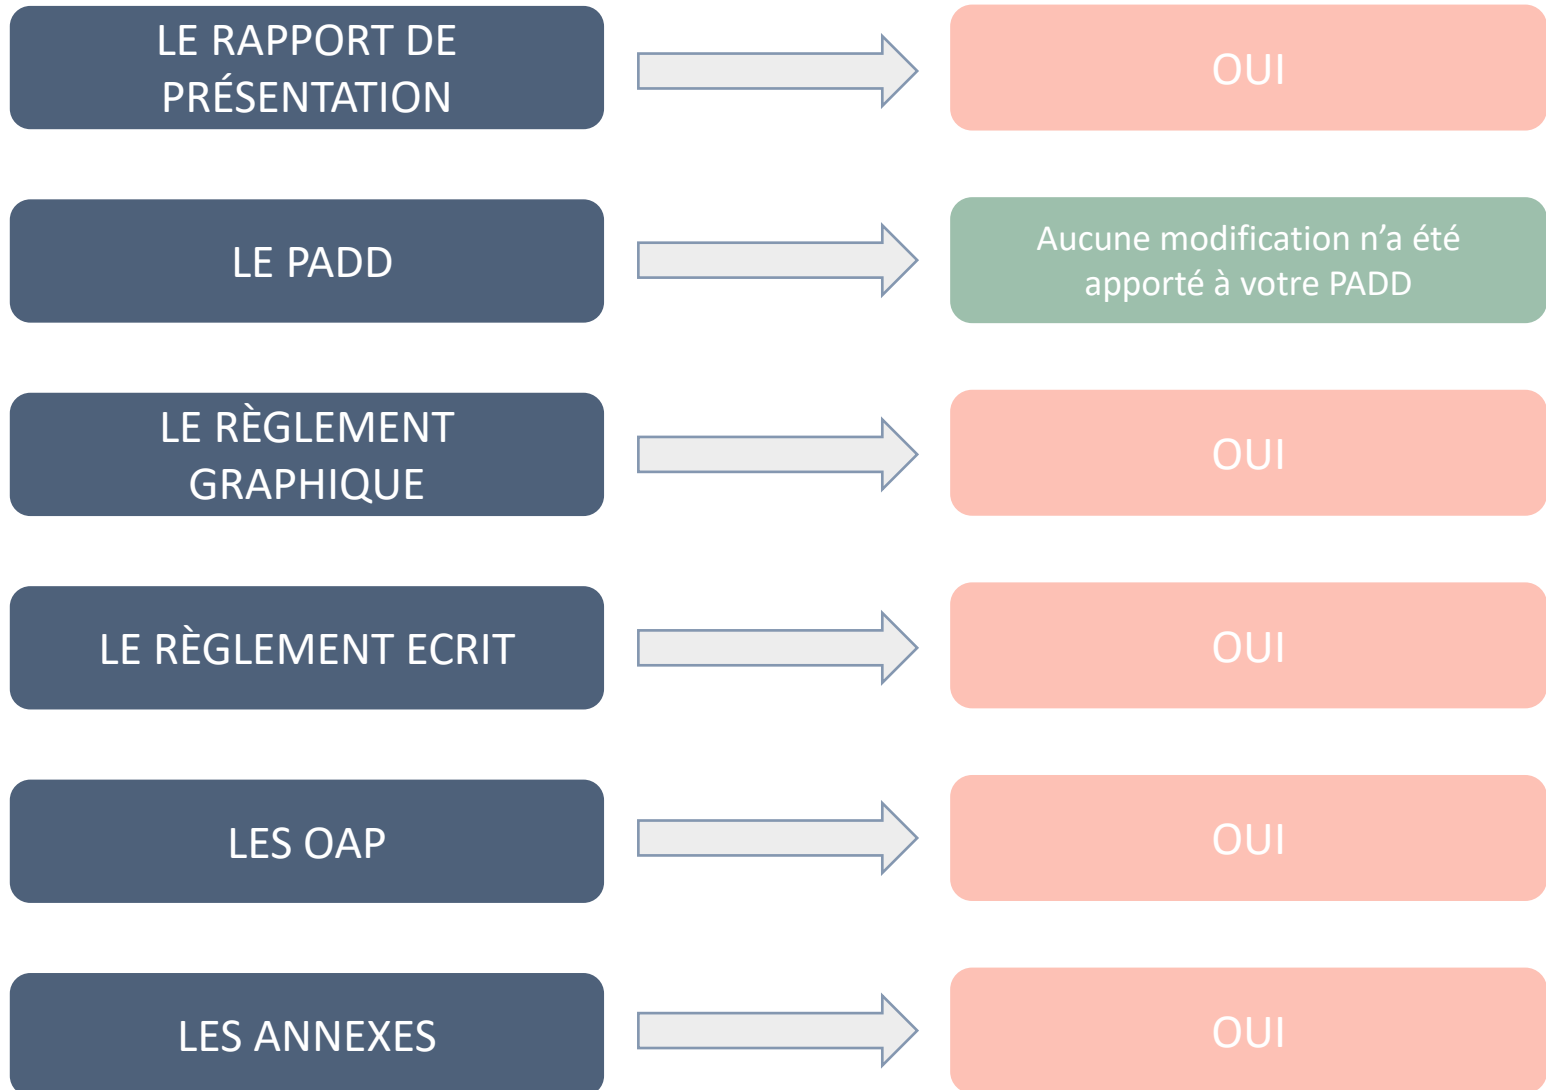 LE RAPPORT DE
PRÉSENTATION
OUI
LE PADD
Aucune modification n’a été
apporté à votre PADD
LE RÈGLEMENT
GRAPHIQUE
OUI
LE RÈGLEMENT ECRIT
OUI
LES OAP
OUI
LES ANNEXES
OUI